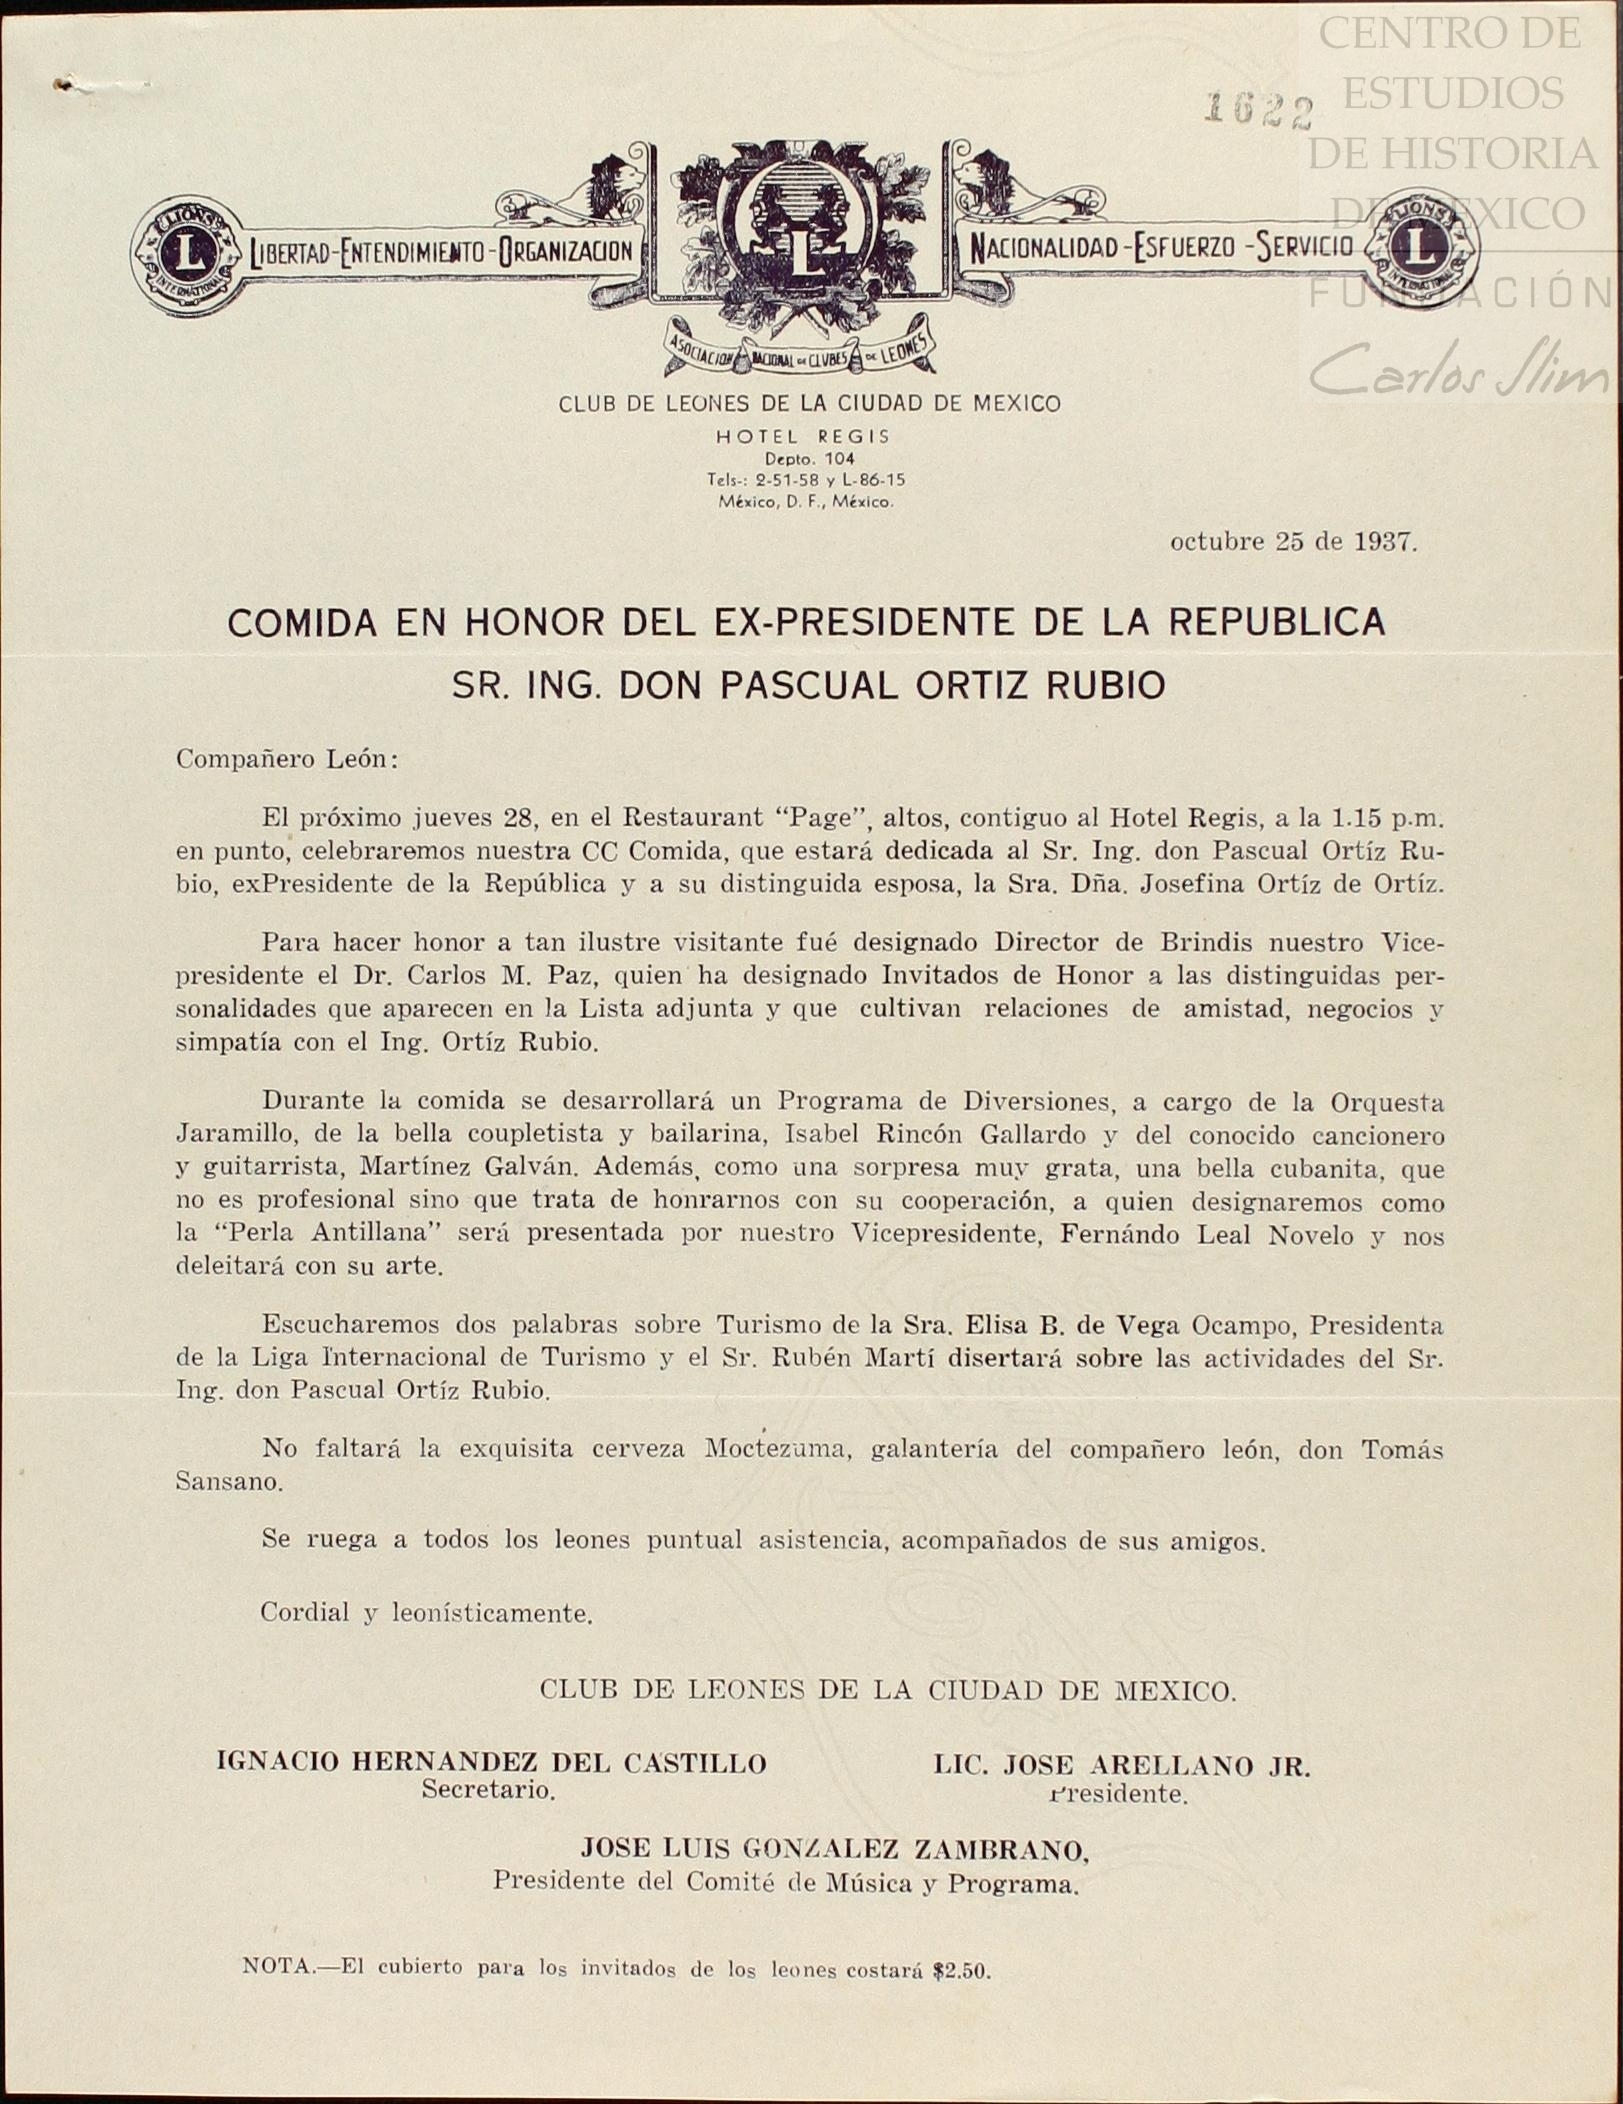 CENTRO DE
ESTUDIOS
DE HISTORIA
DE MEXICO
FUNDACIÓN
Carlos Slim
1622
LIONS
L
INTERNATIONAL
LIBERTAD-ENTENDIMIENTO-ORGANIZACION
L
NACIONALIDAD-ESFUERZO-SERVICIO
LIONS
L
INTERNATIONAL
ASOCIACION NACIONAL DE CLVBES DE LEONES
CLUB DE LEONES DE LA CIUDAD DE MEXICO
HOTEL REGIS
Depto. 104
Tels-: 2-51-58 y L-86-15
México, D. F., México.
octubre 25 de 1937.
COMIDA EN HONOR DEL EX-PRESIDENTE DE LA REPUBLICA
SR. ING. DON PASCUAL ORTIZ RUBIO
Compañero León:
El próximo jueves 28, en el Restaurant “Page”, altos, contiguo al Hotel Regis, a la 1.15 p.m.
en punto, celebraremos nuestra CC Comida, que estará dedicada al Sr. Ing. don Pascual Ortíz Ru-
bio, exPresidente de la República y a su distinguida esposa, la Sra. Dña. Josefina Ortíz de Ortíz.
Para hacer honor a tan ilustre visitante fué designado Director de Brindis nuestro Vice-
presidente el Dr. Carlos M. Paz, quien ha designado Invitados de Honor a las distinguidas per-
sonalidades que aparecen en la Lista adjunta y que cultivan relaciones de amistad, negocios y
simpatía con el Ing. Ortíz Rubio.
Durante la comida se desarrollará un Programa de Diversiones, a cargo de la Orquesta
Jaramillo, de la bella coupletista y bailarina, Isabel Rincón Gallardo y del conocido cancionero
y guitarrista, Martínez Galván. Además, como una sorpresa muy grata, una bella cubanita, que
no es profesional sino que trata de honrarnos con su cooperación, a quien designaremos como
la “Perla Antillana” será presentada por nuestro Vicepresidente, Fernándo Leal Novelo y nos
deleitará con su arte.
Escucharemos dos palabras sobre Turismo de la Sra. Elisa B. de Vega Ocampo, Presidenta
de la Liga Internacional de Turismo y el Sr. Rubén Martí disertará sobre las actividades del Sr.
Ing. don Pascual Ortíz Rubio.
No faltará la exquisita cerveza Moctezuma, galantería del compañero león, don Tomás
Sansano.
Se ruega a todos los leones puntual asistencia, acompañados de sus amigos.
Cordial y leonísticamente.
CLUB DE LEONES DE LA CIUDAD DE MEXICO.
IGNACIO HERNANDEZ DEL CASTILLO
Secretario.
LIC. JOSE ARELLANO JR.
Presidente.
JOSE LUIS GONZALEZ ZAMBRANO,
Presidente del Comité de Música y Programa.
NOTA.—El cubierto para los invitados de los leones costará $2.50.